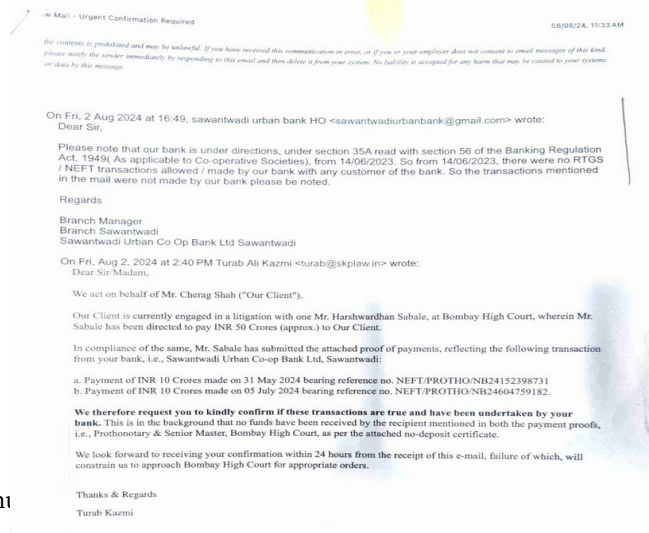 Mail - Urgent Confirmation Required
06/08/24, 11:33 AM
the contents is prohibited and may be unlawful. If you have received this communication in error, or if you or your employer does not consent to email messages of this kind,
please notify the sender immediately by responding to this email and then delete it from your system. No liability is accepted for any harm that may be caused to your systems
or data by this message.
On Fri, 2 Aug 2024 at 16:49, sawantwadi urban bank HO <sawantwadiurbanbank@gmail.com> wrote:
Dear Sir,
Please note that our bank is under directions, under section 35A read with section 56 of the Banking Regulation
Act, 1949( As applicable to Co-operative Societies), from 14/06/2023. So from 14/06/2023, there were no RTGS
/ NEFT transactions allowed / made by our bank with any customer of the bank. So the transactions mentioned
in the mail were not made by our bank please be noted.
Regards
Branch Manager
Branch Sawantwadi
Sawantwadi Urban Co Op Bank Ltd Sawantwadi
On Fri, Aug 2, 2024 at 2:40 PM Turab Ali Kazmi <turab@skplaw.in> wrote:
Dear Sir/Madam,
We act on behalf of Mr. Cherag Shah ("Our Client").
Our Client is currently engaged in a litigation with one Mr. Harshwardhan Sabale, at Bombay High Court, wherein Mr.
Sabale has been directed to pay INR 50 Crores (approx.) to Our Client.
In compliance of the same, Mr. Sabale has submitted the attached proof of payments, reflecting the following transaction
from your bank, i.e., Sawantwadi Urban Co-op Bank Ltd, Sawantwadi:
a. Payment of INR 10 Crores made on 31 May 2024 bearing reference no. NEFT/PROTHO/NB24152398731
b. Payment of INR 10 Crores made on 05 July 2024 bearing reference no. NEFT/PROTHO/NB24604759182.
We therefore request you to kindly confirm if these transactions are true and have been undertaken by your
bank. This is in the background that no funds have been received by the recipient mentioned in both the payment proofs,
i.e., Prothonotary & Senior Master, Bombay High Court, as per the attached no-deposit certificate.
We look forward to receiving your confirmation within 24 hours from the receipt of this e-mail, failure of which, will
constrain us to approach Bombay High Court for appropriate orders.
Thanks & Regards
Turab Kazmi